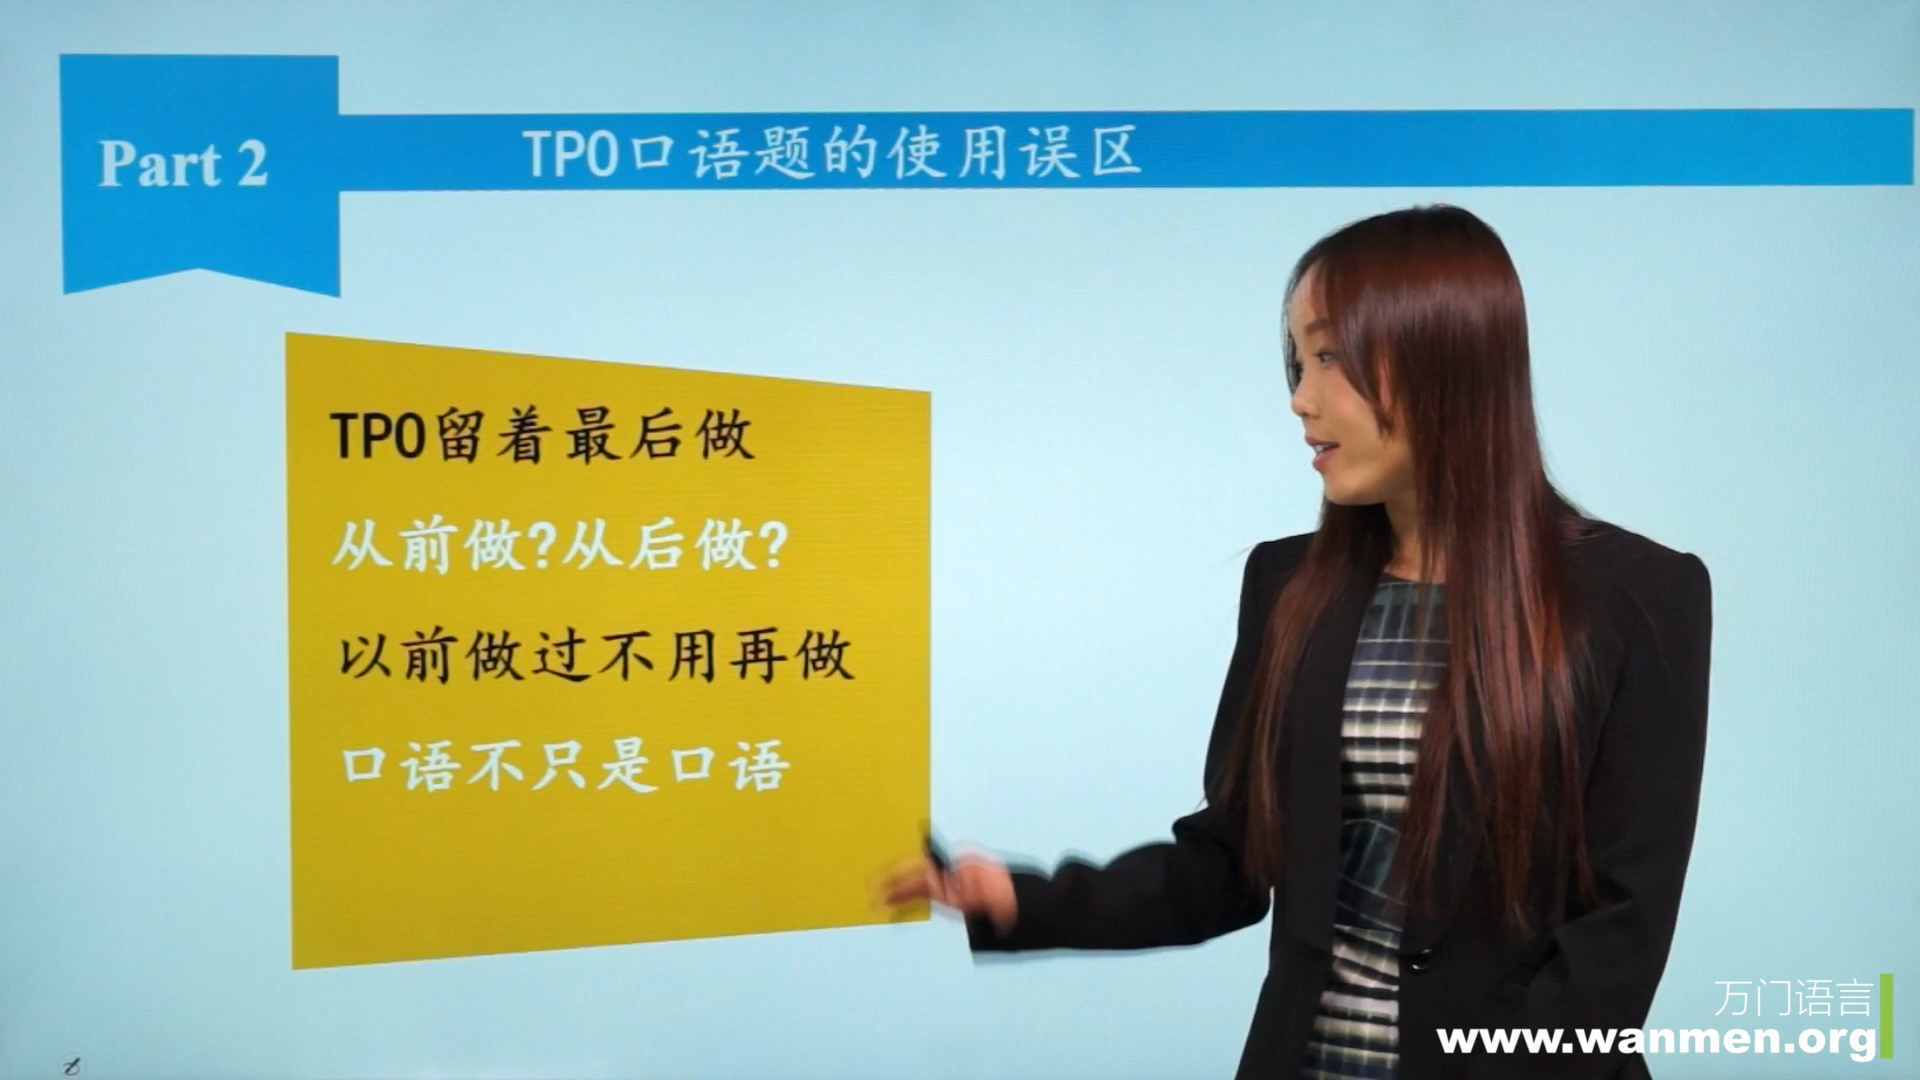 Part 2
TPO口语题的使用误区
TPO留着最后做
从前做?从后做?
以前做过不用再做
口语不只是口语
万门语言
www.wanmen.org